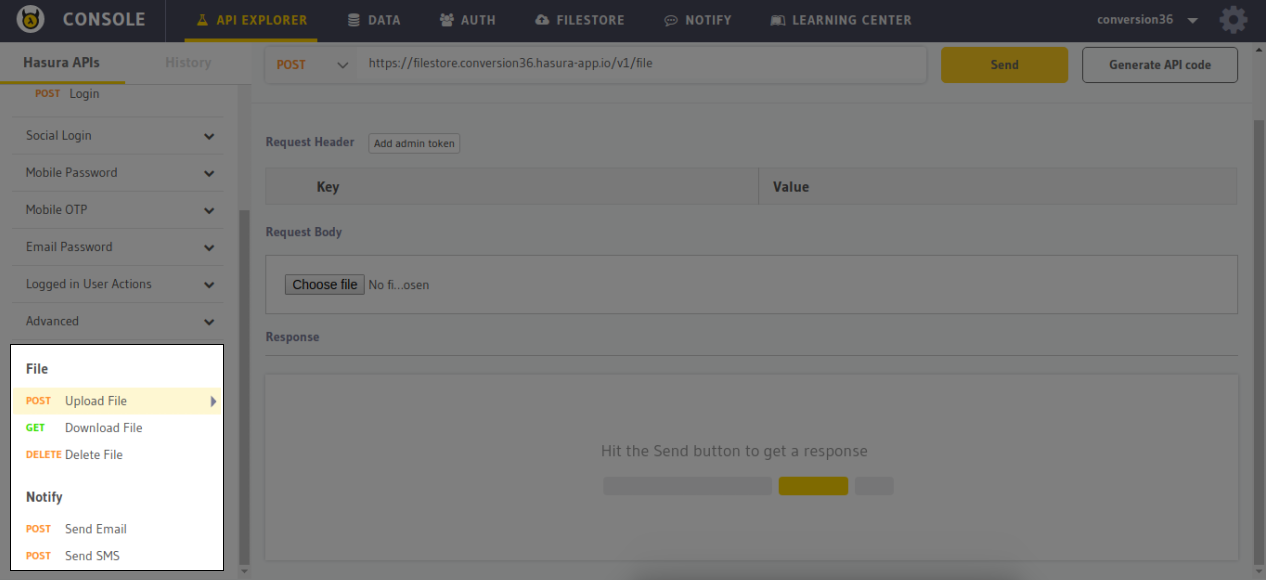 CONSOLE
API EXPLORER
DATA
AUTH
FILESTORE
NOTIFY
LEARNING CENTER
conversion36
Hasura APIs
History
POST Login
Social Login
Mobile Password
Mobile OTP
Email Password
Logged in User Actions
Advanced
File
POST Upload File
GET Download File
DELETE Delete File
Notify
POST Send Email
POST Send SMS
POST
https://filestore.conversion36.hasura-app.io/v1/file
Send
Generate API code
Request Header
Add admin token
Key
Value
Request Body
Choose file No fi...osen
Response
Hit the Send button to get a response